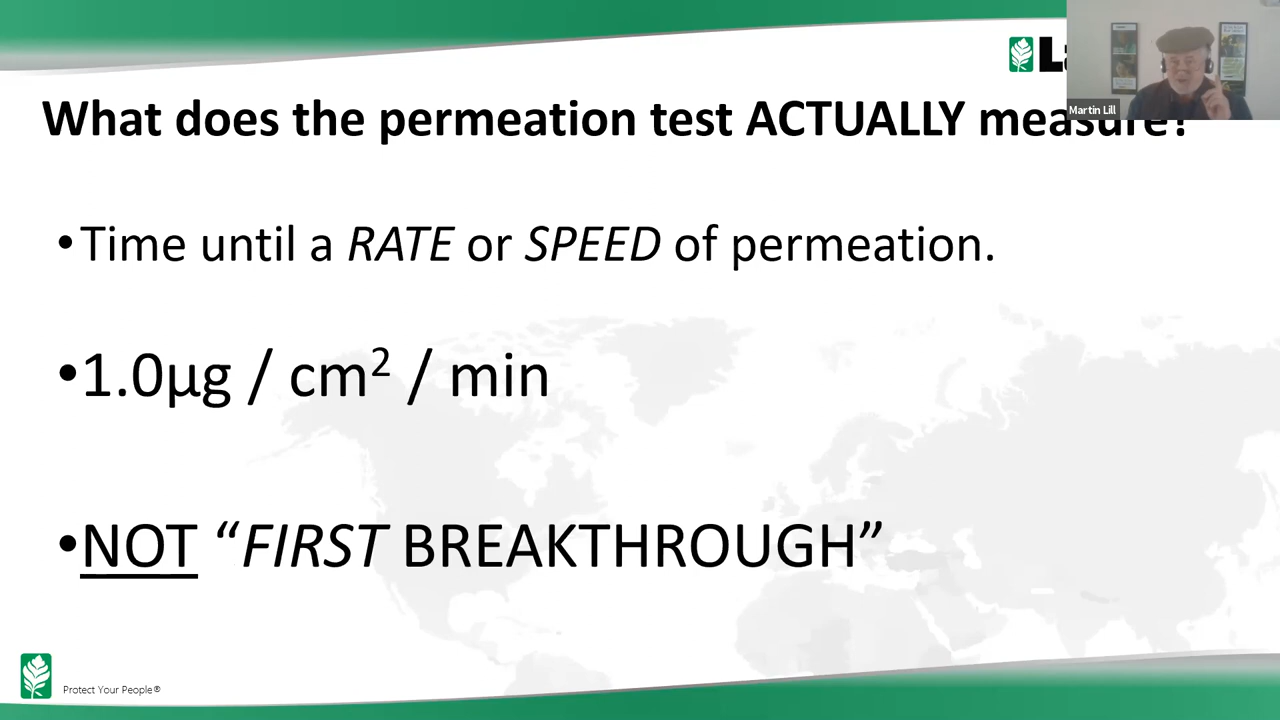 What does the permeation test ACTUALLY measure?
Martin Lill
•Time until a RATE or SPEED of permeation.
•1.0µg / cm² / min
•NOT “FIRST BREAKTHROUGH”
Protect Your People®